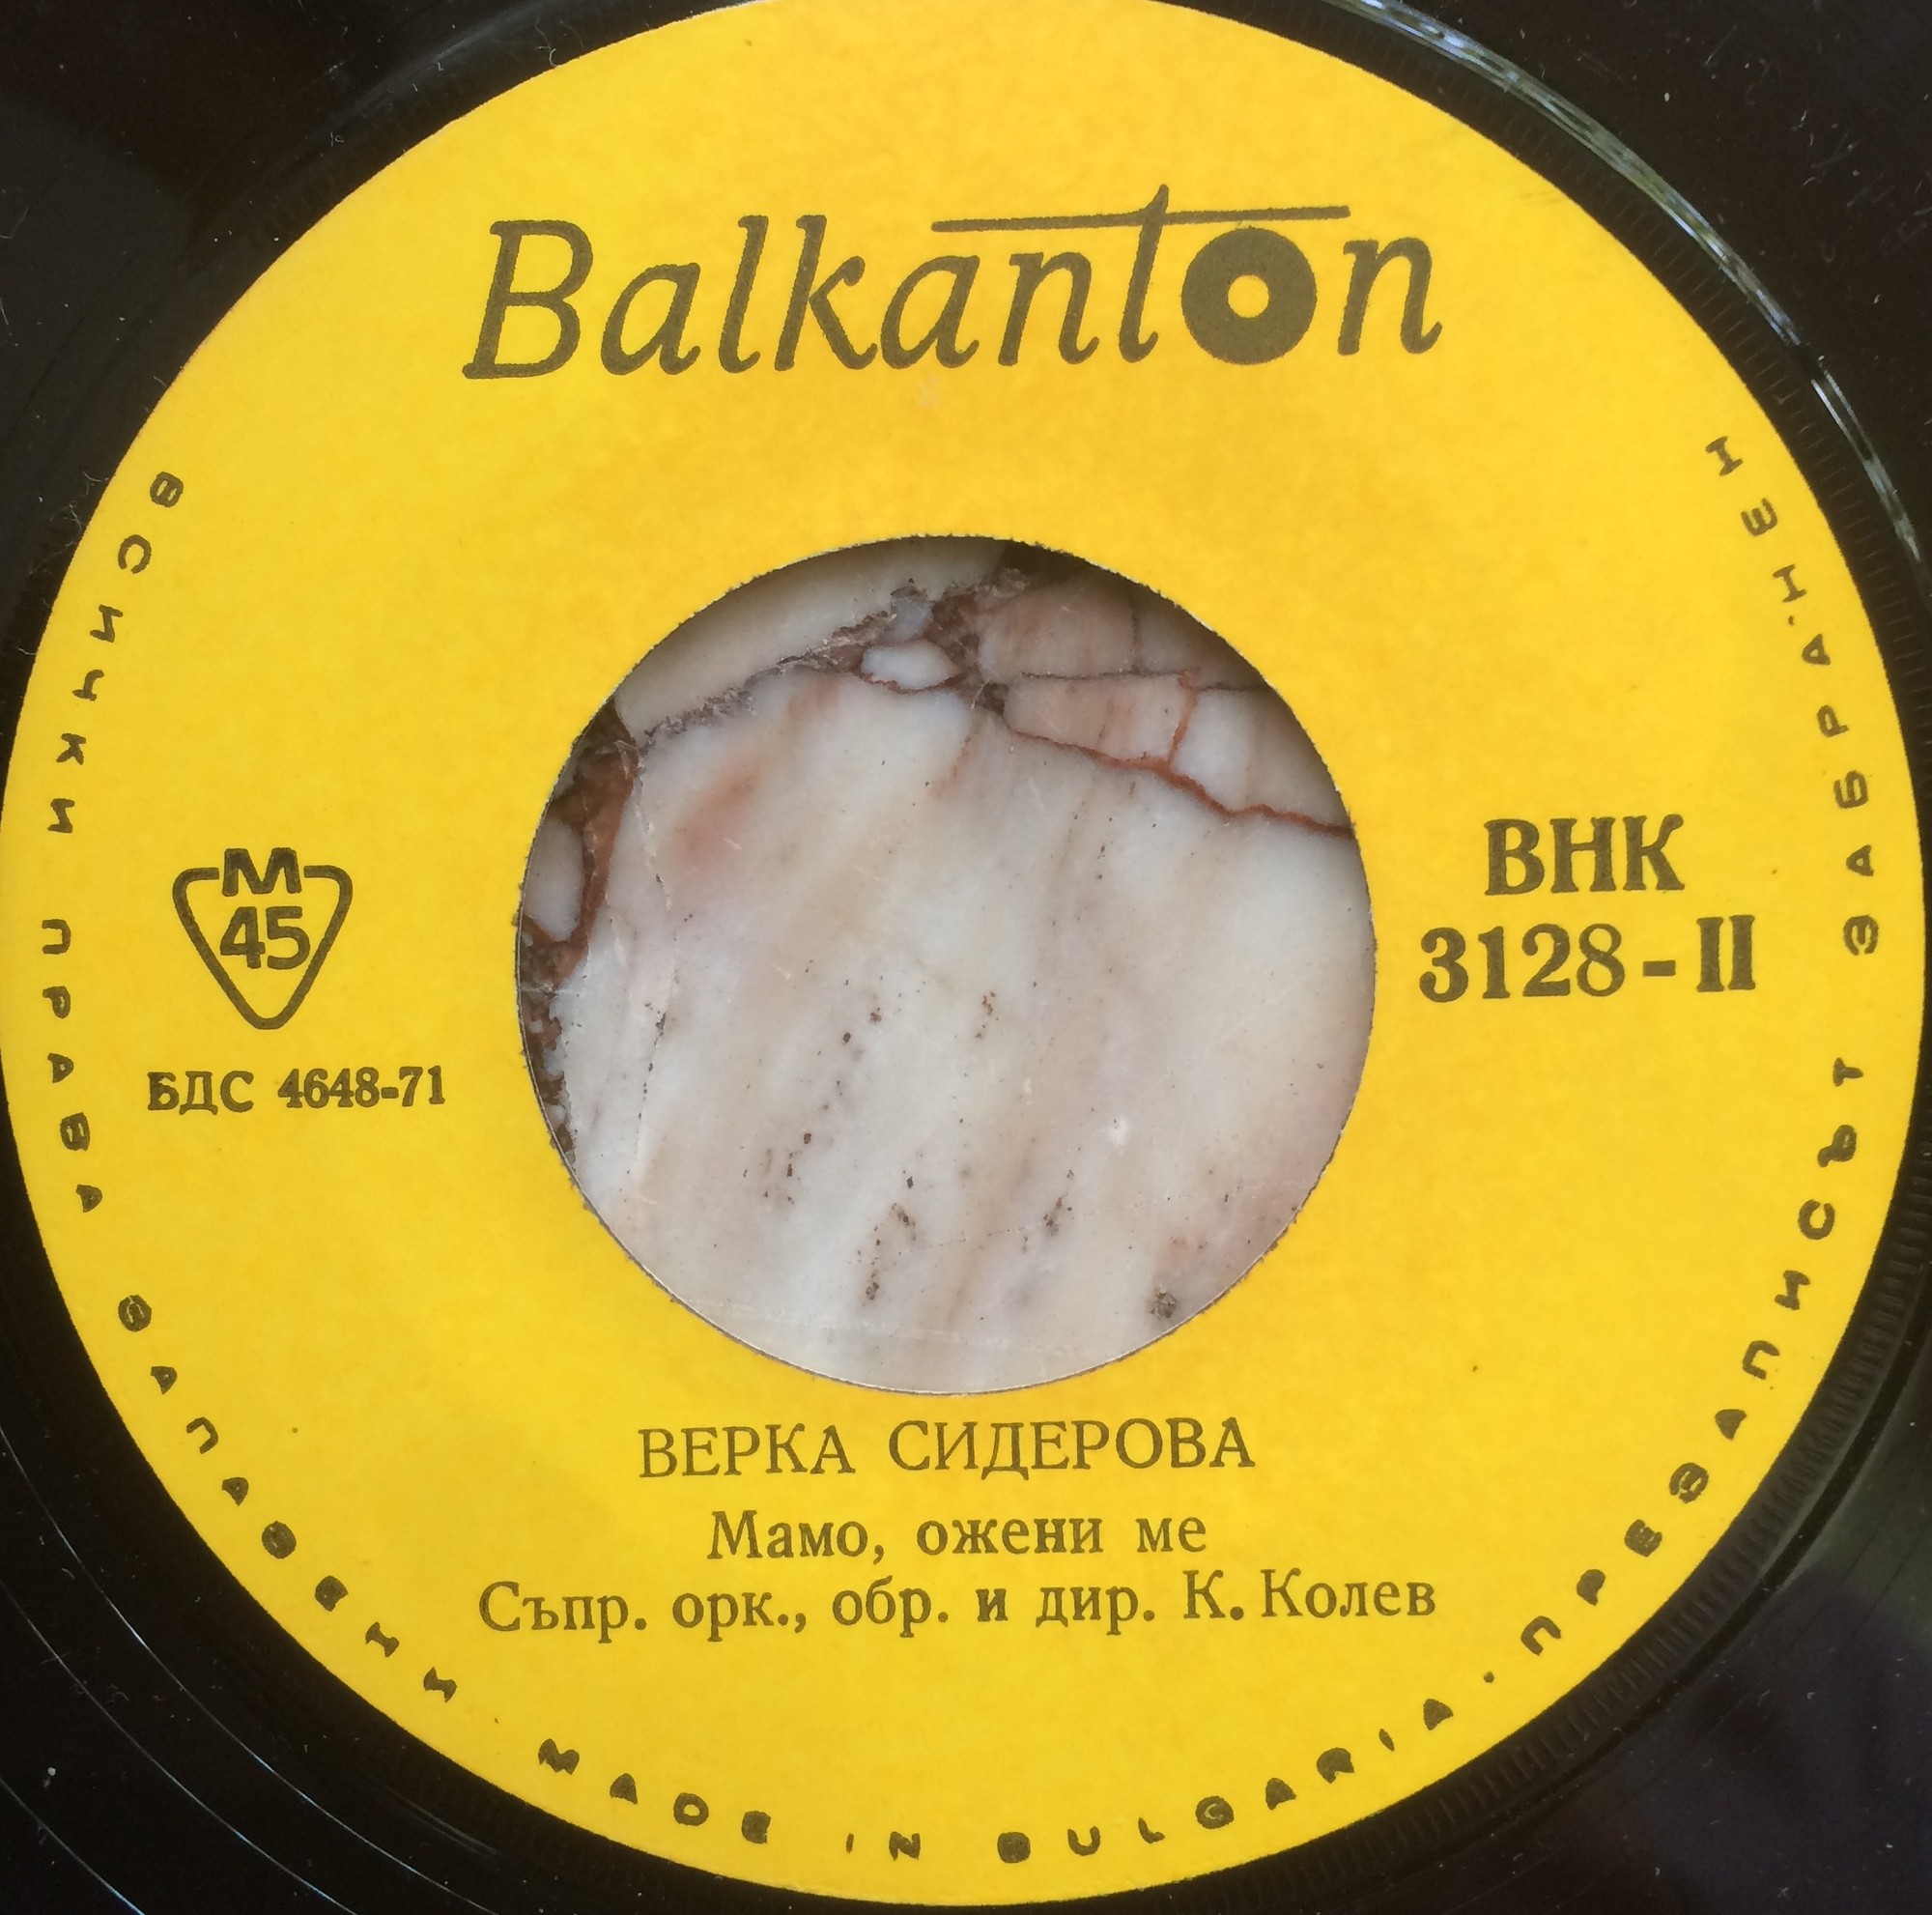 Balkanton
М
45
БДС 4648-71
ВНК
3128-II
ВЕРКА СИДЕРОВА
Мамо, ожени ме
Съпр. орк., обр. и дир. К. Колев
ВСИЧКИ ПРАВА ЗАПАЗЕНИ · MADE IN BULGARIA · ПРЕЗАПИСЪТ ЗАБРАНЕН